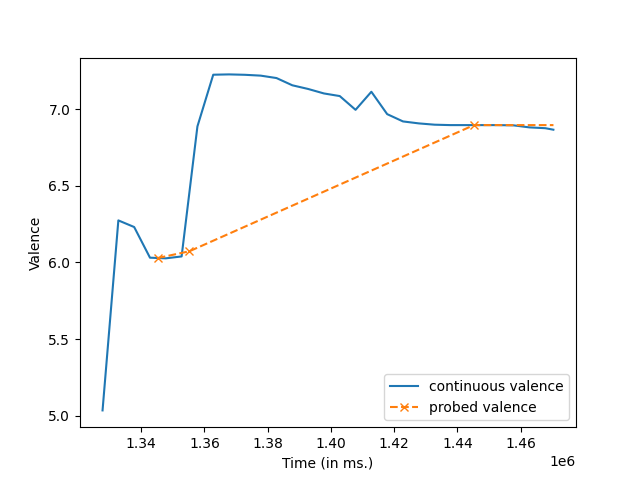 7.0
6.5
6.0
5.5
5.0
Valence
continuous valence
probed valence
1.34 1.36 1.38 1.40 1.42 1.44 1.46
1e6
Time (in ms.)